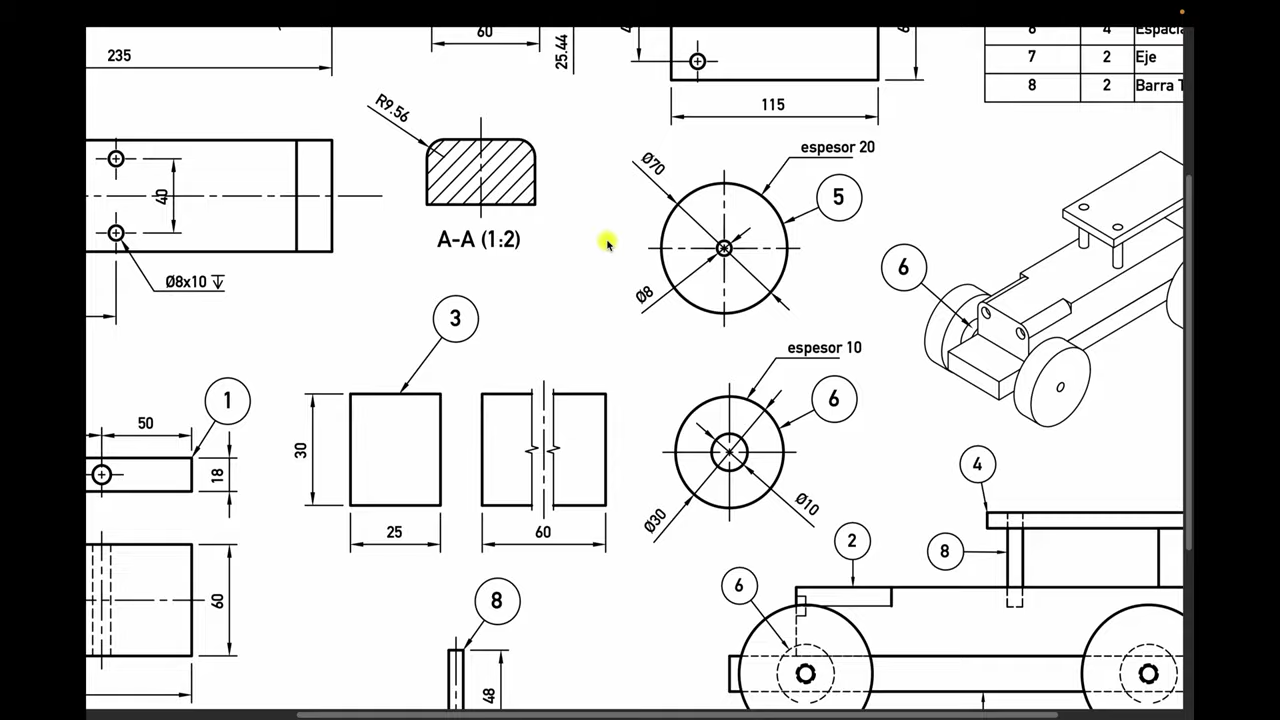 60
25.44
6
4
7
2
Eje
8
2
Barra T
235
115
R9.56
espesor 20
Ø70
5
40
A-A (1:2)
6
Ø8x10
Ø8
3
espesor 10
1
6
50
30
18
4
Ø10
Ø30
25
60
2
8
6
60
8
48